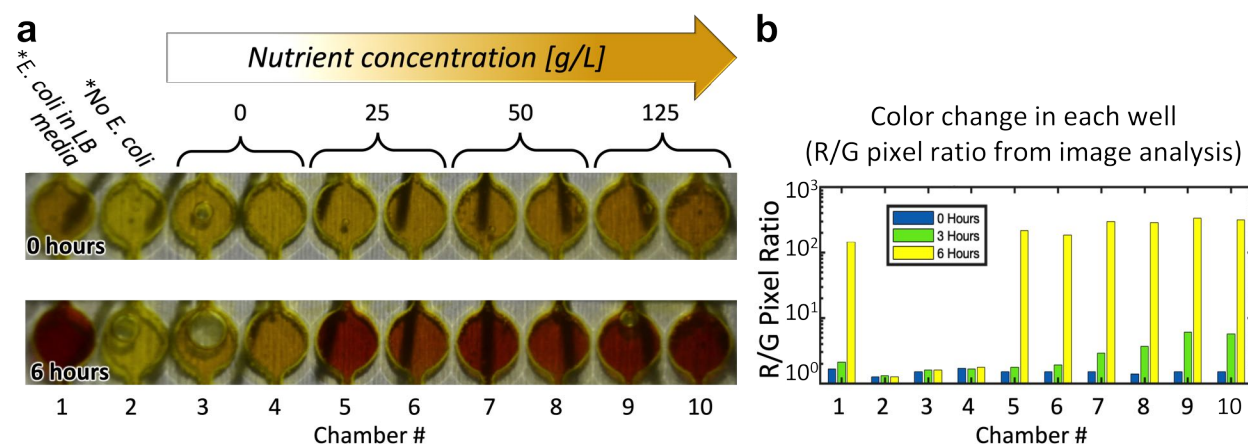 a
Nutrient concentration [g/L]
*E. coli in LB
media
*No E. coli
0 25 50 125
0 hours
6 hours
1 2 3 4 5 6 7 8 9 10
Chamber #
b
Color change in each well
(R/G pixel ratio from image analysis)
R/G Pixel Ratio
10³
10²
10¹
10⁰
0 Hours
3 Hours
6 Hours
1 2 3 4 5 6 7 8 9 10
Chamber #